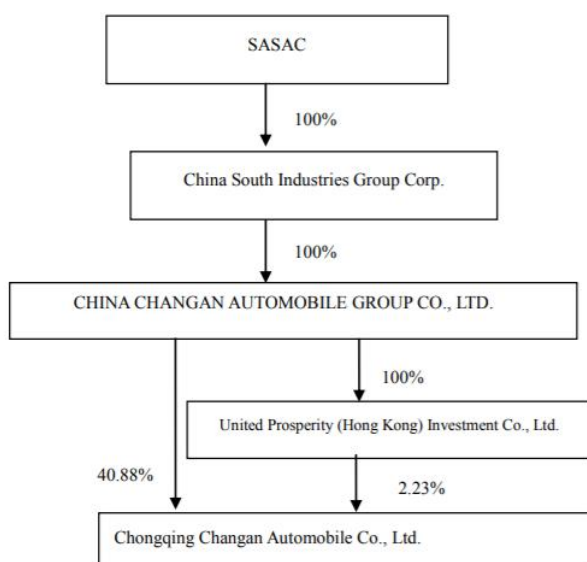 SASAC
100%
China South Industries Group Corp.
100%
CHINA CHANGAN AUTOMOBILE GROUP CO., LTD.
100%
United Prosperity (Hong Kong) Investment Co., Ltd.
40.88%
2.23%
Chongqing Changan Automobile Co., Ltd.